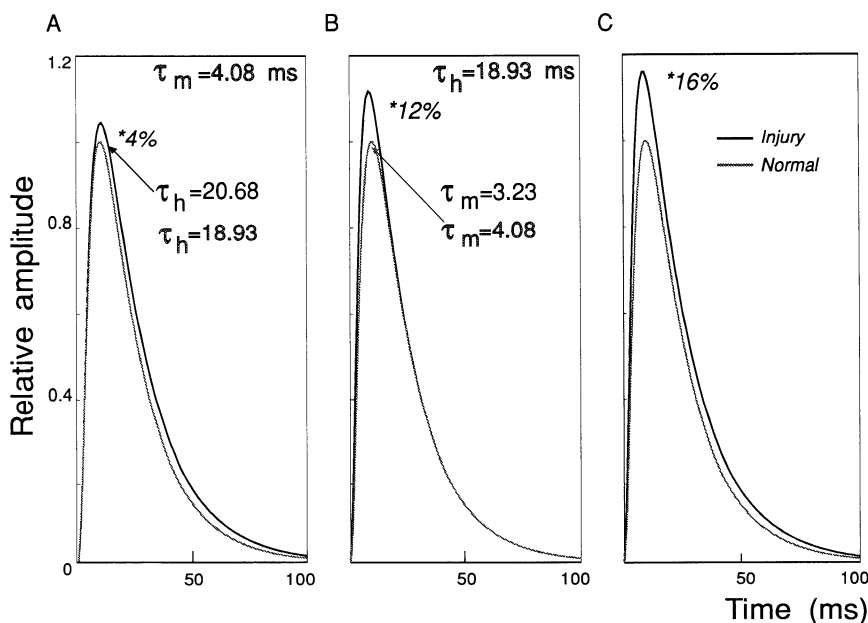 A
B
C
1.2
0.8
0.4
0
Relative amplitude
τm=4.08 ms
*4%
τh=20.68
τh=18.93
50
100
τh=18.93 ms
*12%
τm=3.23
τm=4.08
50
100
*16%
Injury
Normal
50
100
Time (ms)